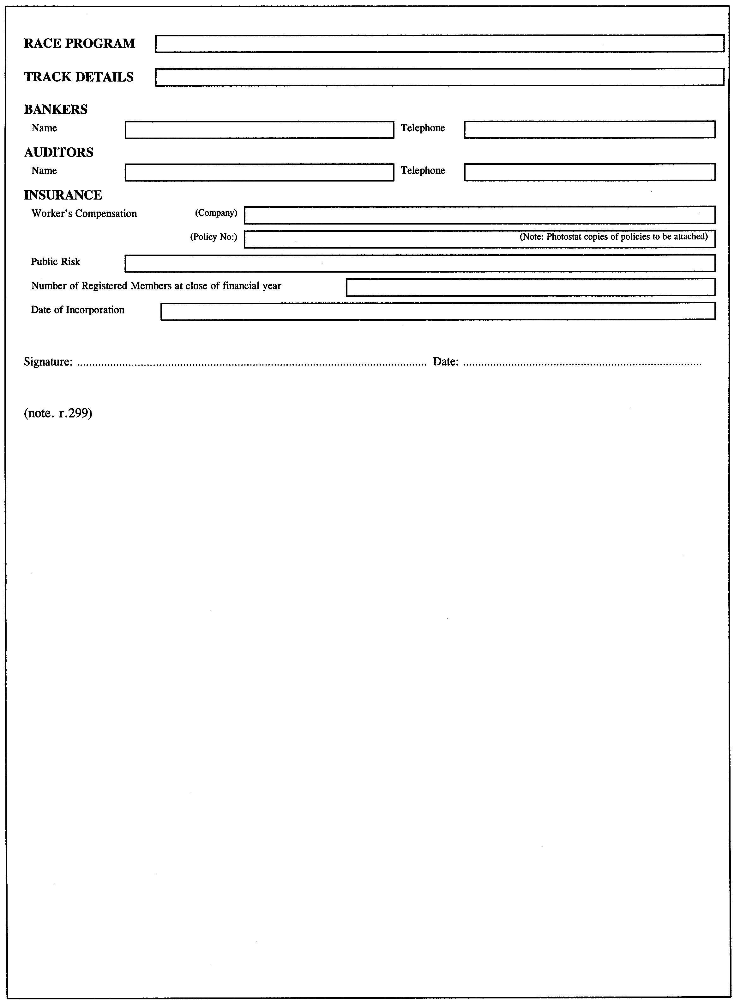 RACE PROGRAM
TRACK DETAILS
BANKERS
Name Telephone
AUDITORS
Name Telephone
INSURANCE
Worker's Compensation (Company)
(Policy No:) (Note: Photostat copies of policies to be attached)
Public Risk
Number of Registered Members at close of financial year
Date of Incorporation
Signature: ........................................................................................................................ Date: ................................................................................
(note. r.299)